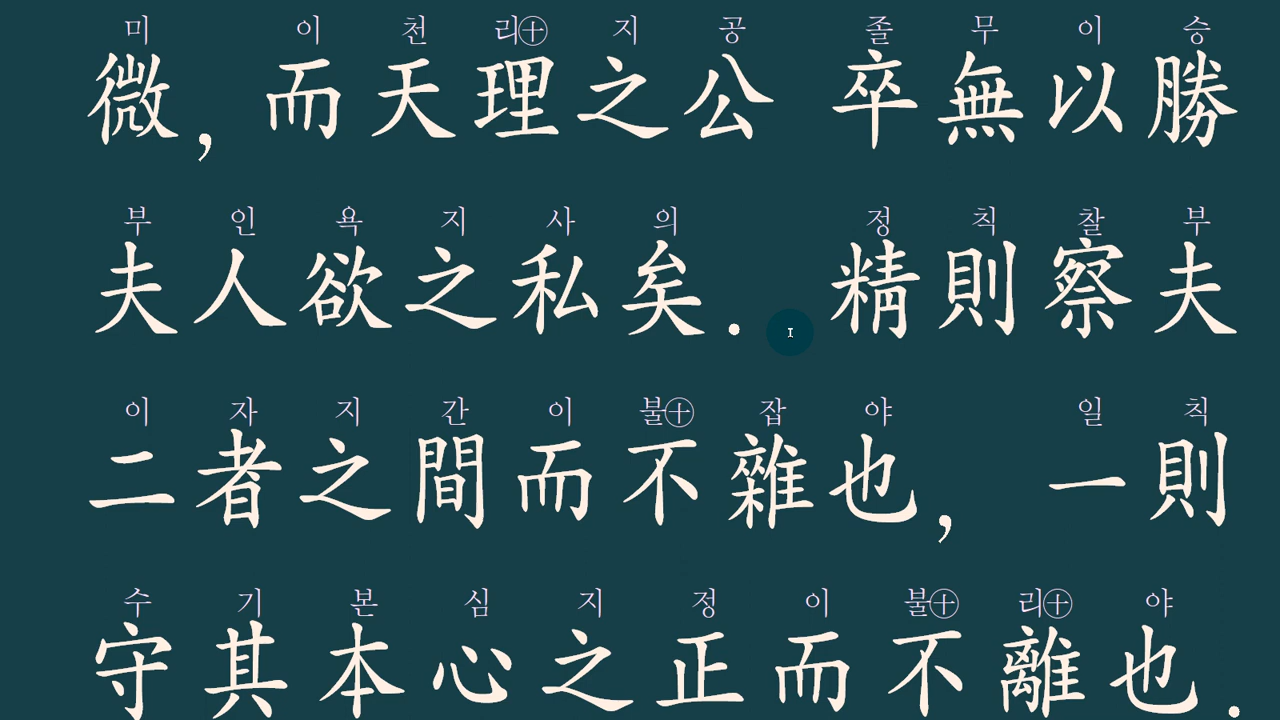 미 이 천 리㊉ 지 공 졸 무 이 승
微, 而天理之公 卒無以勝
부 인 욕 지 사 의 정 칙 찰 부
夫人欲之私矣. 精則察夫
이 자 지 간 이 불㊉ 잡 야 일 칙
二者之間而不雜也, 一則
수 기 본 심 지 정 이 불㊉ 리㊉ 야
守其本心之正而不離也.